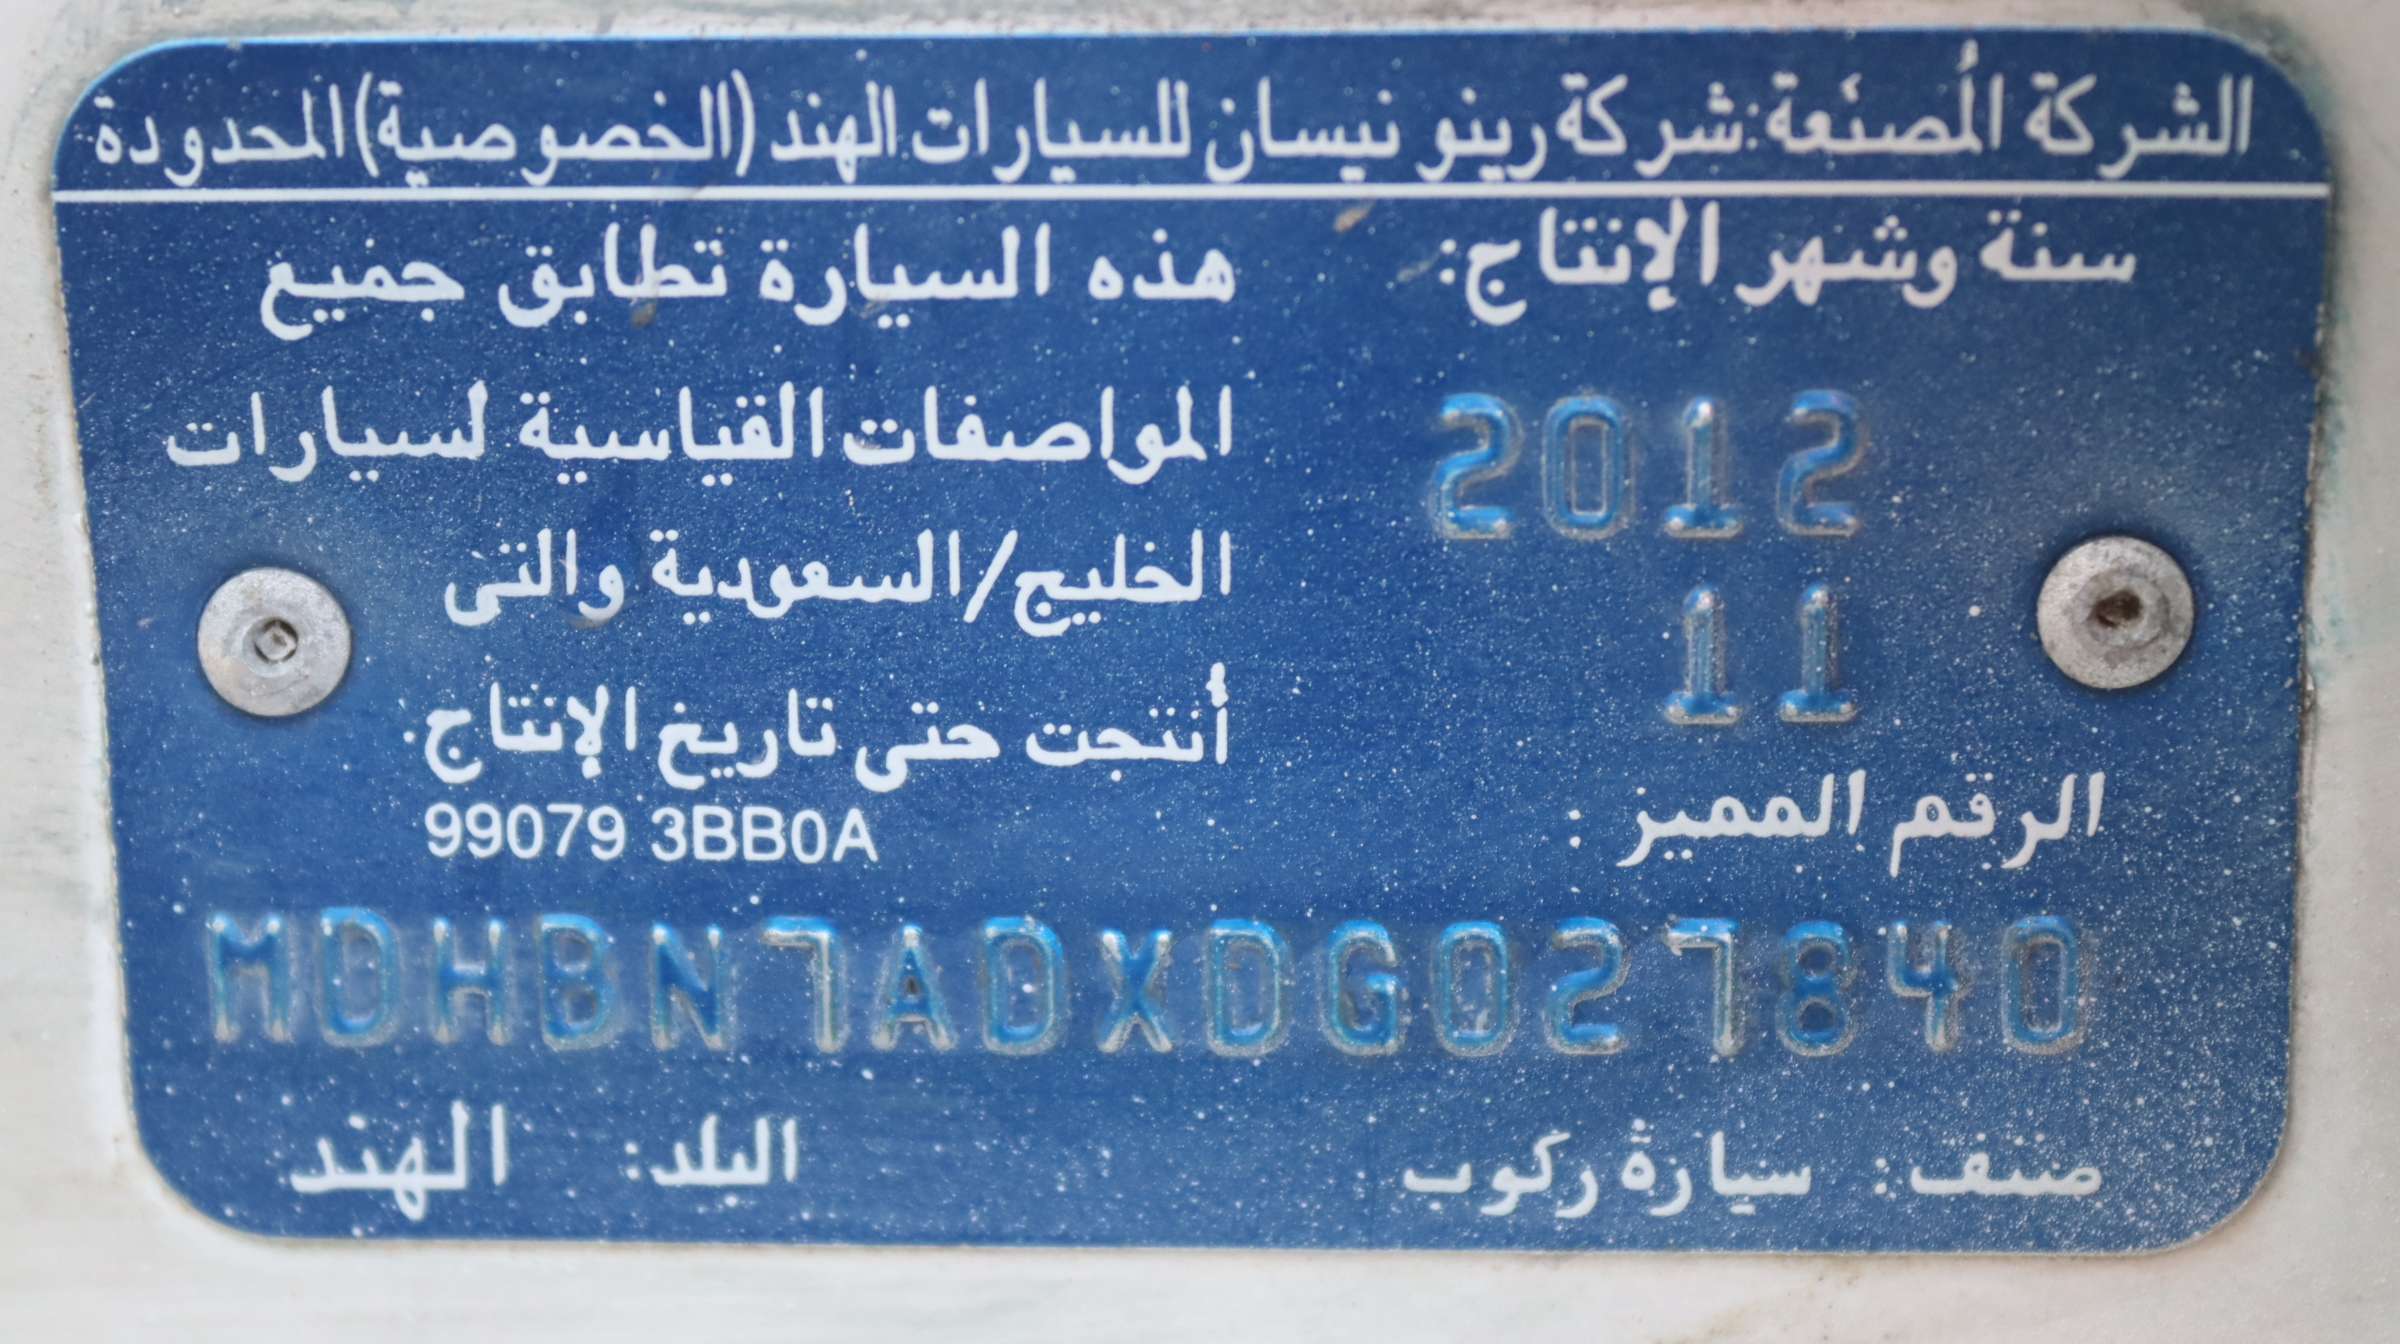 الشركة المُصنعة: شركة رينو نيسان للسيارات الهند (الخصوصية) المحدودة
سنة وشهر الإنتاج:
2012
11
هذه السيارة تطابق جميع
المواصفات القياسية لسيارات
الخليج/السعودية والتى
أنتجت حتى تاريخ الإنتاج.
99079 3BB0A
الرقم المميز :
MDHBN7ADXDG027840
صنف: سيارة ركوب
البلد: الهند